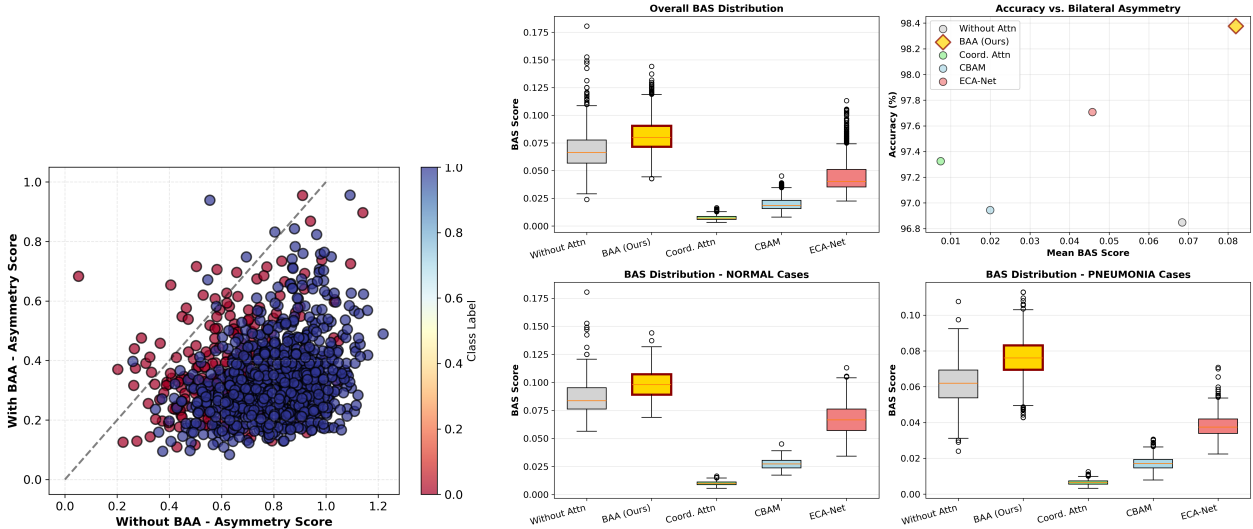 1.0
0.8
0.6
0.4
0.2
0.0
With BAA - Asymmetry Score
0.0 0.2 0.4 0.6 0.8 1.0 1.2
Without BAA - Asymmetry Score
1.0
0.8
0.6
0.4
0.2
0.0
Class Label
Overall BAS Distribution
0.175
0.150
0.125
0.100
0.075
0.050
0.025
0.000
BAS Score
Without Attn BAA (Ours) Coord. Attn CBAM ECA-Net
Accuracy vs. Bilateral Asymmetry
98.4
98.2
98.0
97.8
97.6
97.4
97.2
97.0
96.8
Accuracy (%)
Without Attn
BAA (Ours)
Coord. Attn
CBAM
ECA-Net
0.01 0.02 0.03 0.04 0.05 0.06 0.07 0.08
Mean BAS Score
BAS Distribution - NORMAL Cases
0.175
0.150
0.125
0.100
0.075
0.050
0.025
0.000
BAS Score
Without Attn BAA (Ours) Coord. Attn CBAM ECA-Net
BAS Distribution - PNEUMONIA Cases
0.10
0.08
0.06
0.04
0.02
0.00
BAS Score
Without Attn BAA (Ours) Coord. Attn CBAM ECA-Net